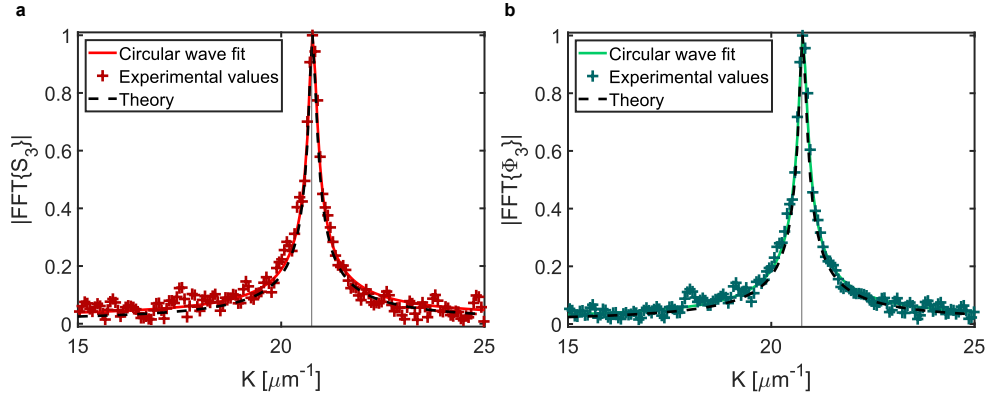 a
|FFT{S₃}|
1
0.8
0.6
0.4
0.2
0
Circular wave fit
Experimental values
Theory
15
20
25
K [μm⁻¹]
b
|FFT{Φ₃}|
1
0.8
0.6
0.4
0.2
0
Circular wave fit
Experimental values
Theory
15
20
25
K [μm⁻¹]